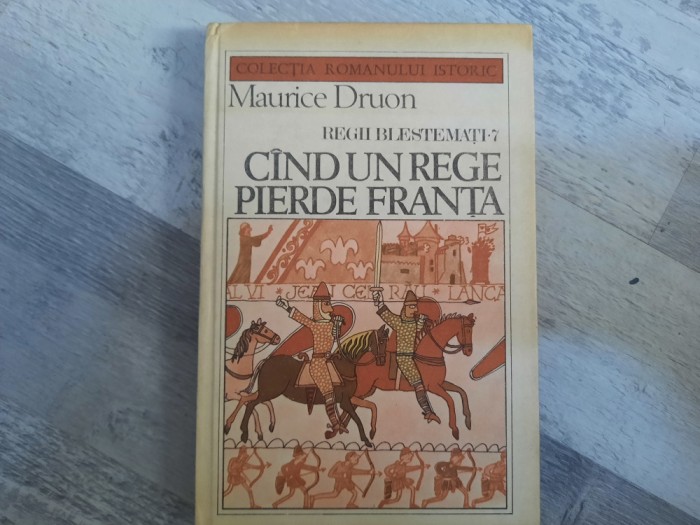 COLECȚIA ROMANULUI ISTORIC
Maurice Druon
REGII BLESTEMAȚI·7
CÎND UN REGE
PIERDE FRANȚA